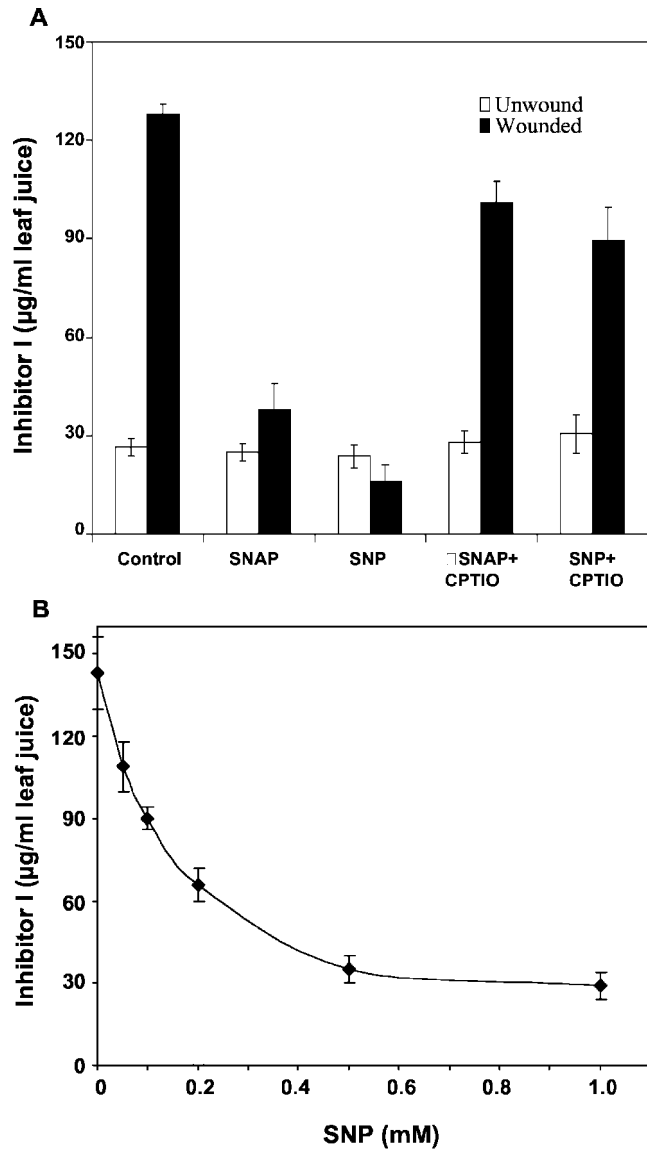 A
150
120
90
60
30
0
Inhibitor I (µg/ml leaf juice)
Unwound
Wounded
Control SNAP SNP SNAP+ SNP+
CPTIO CPTIO
B
150
120
90
60
30
0
Inhibitor I (µg/ml leaf juice)
0 0.2 0.4 0.6 0.8 1.0
SNP (mM)